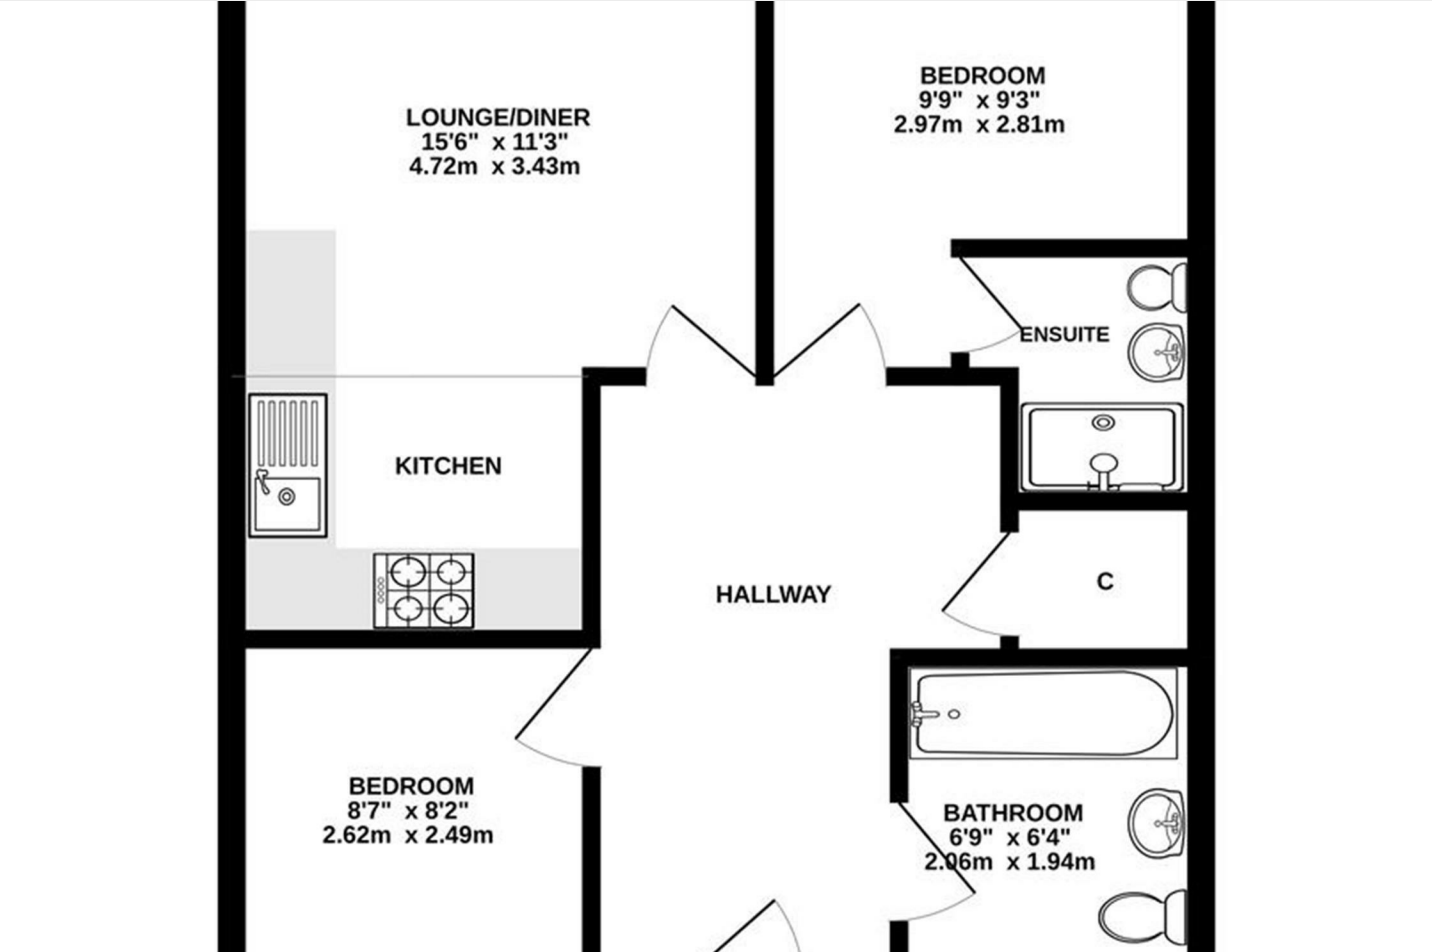 LOUNGE/DINER
15'6" x 11'3"
4.72m x 3.43m
BEDROOM
9'9" x 9'3"
2.97m x 2.81m
ENSUITE
KITCHEN
HALLWAY
C
BEDROOM
8'7" x 8'2"
2.62m x 2.49m
BATHROOM
6'9" x 6'4"
2.06m x 1.94m